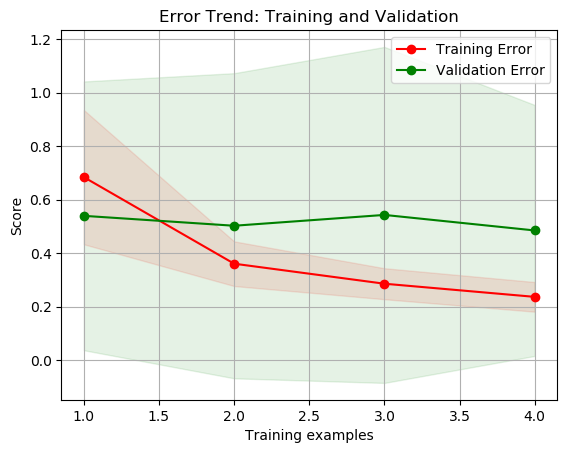 Error Trend: Training and Validation
1.2
1.0
0.8
0.6
0.4
0.2
0.0
Score
Training Error
Validation Error
1.0 1.5 2.0 2.5 3.0 3.5 4.0
Training examples